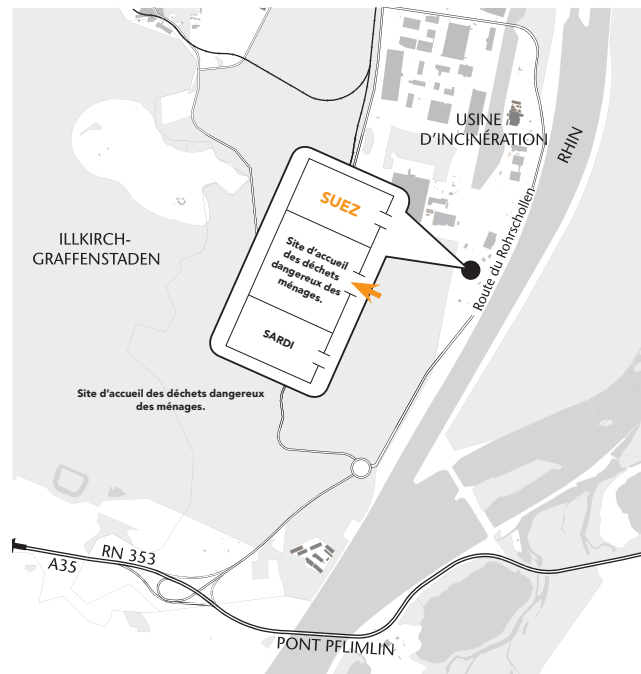 USINE
D'INCINÉRATION
RHIN
SUEZ
Route du Rohrschollen
ILLKIRCH-
GRAFFENSTADEN
Site d'accueil
des déchets
dangereux des
ménages.
SARDI
Site d'accueil des déchets dangereux
des ménages.
RN 353
A35
PONT PFLIMLIN